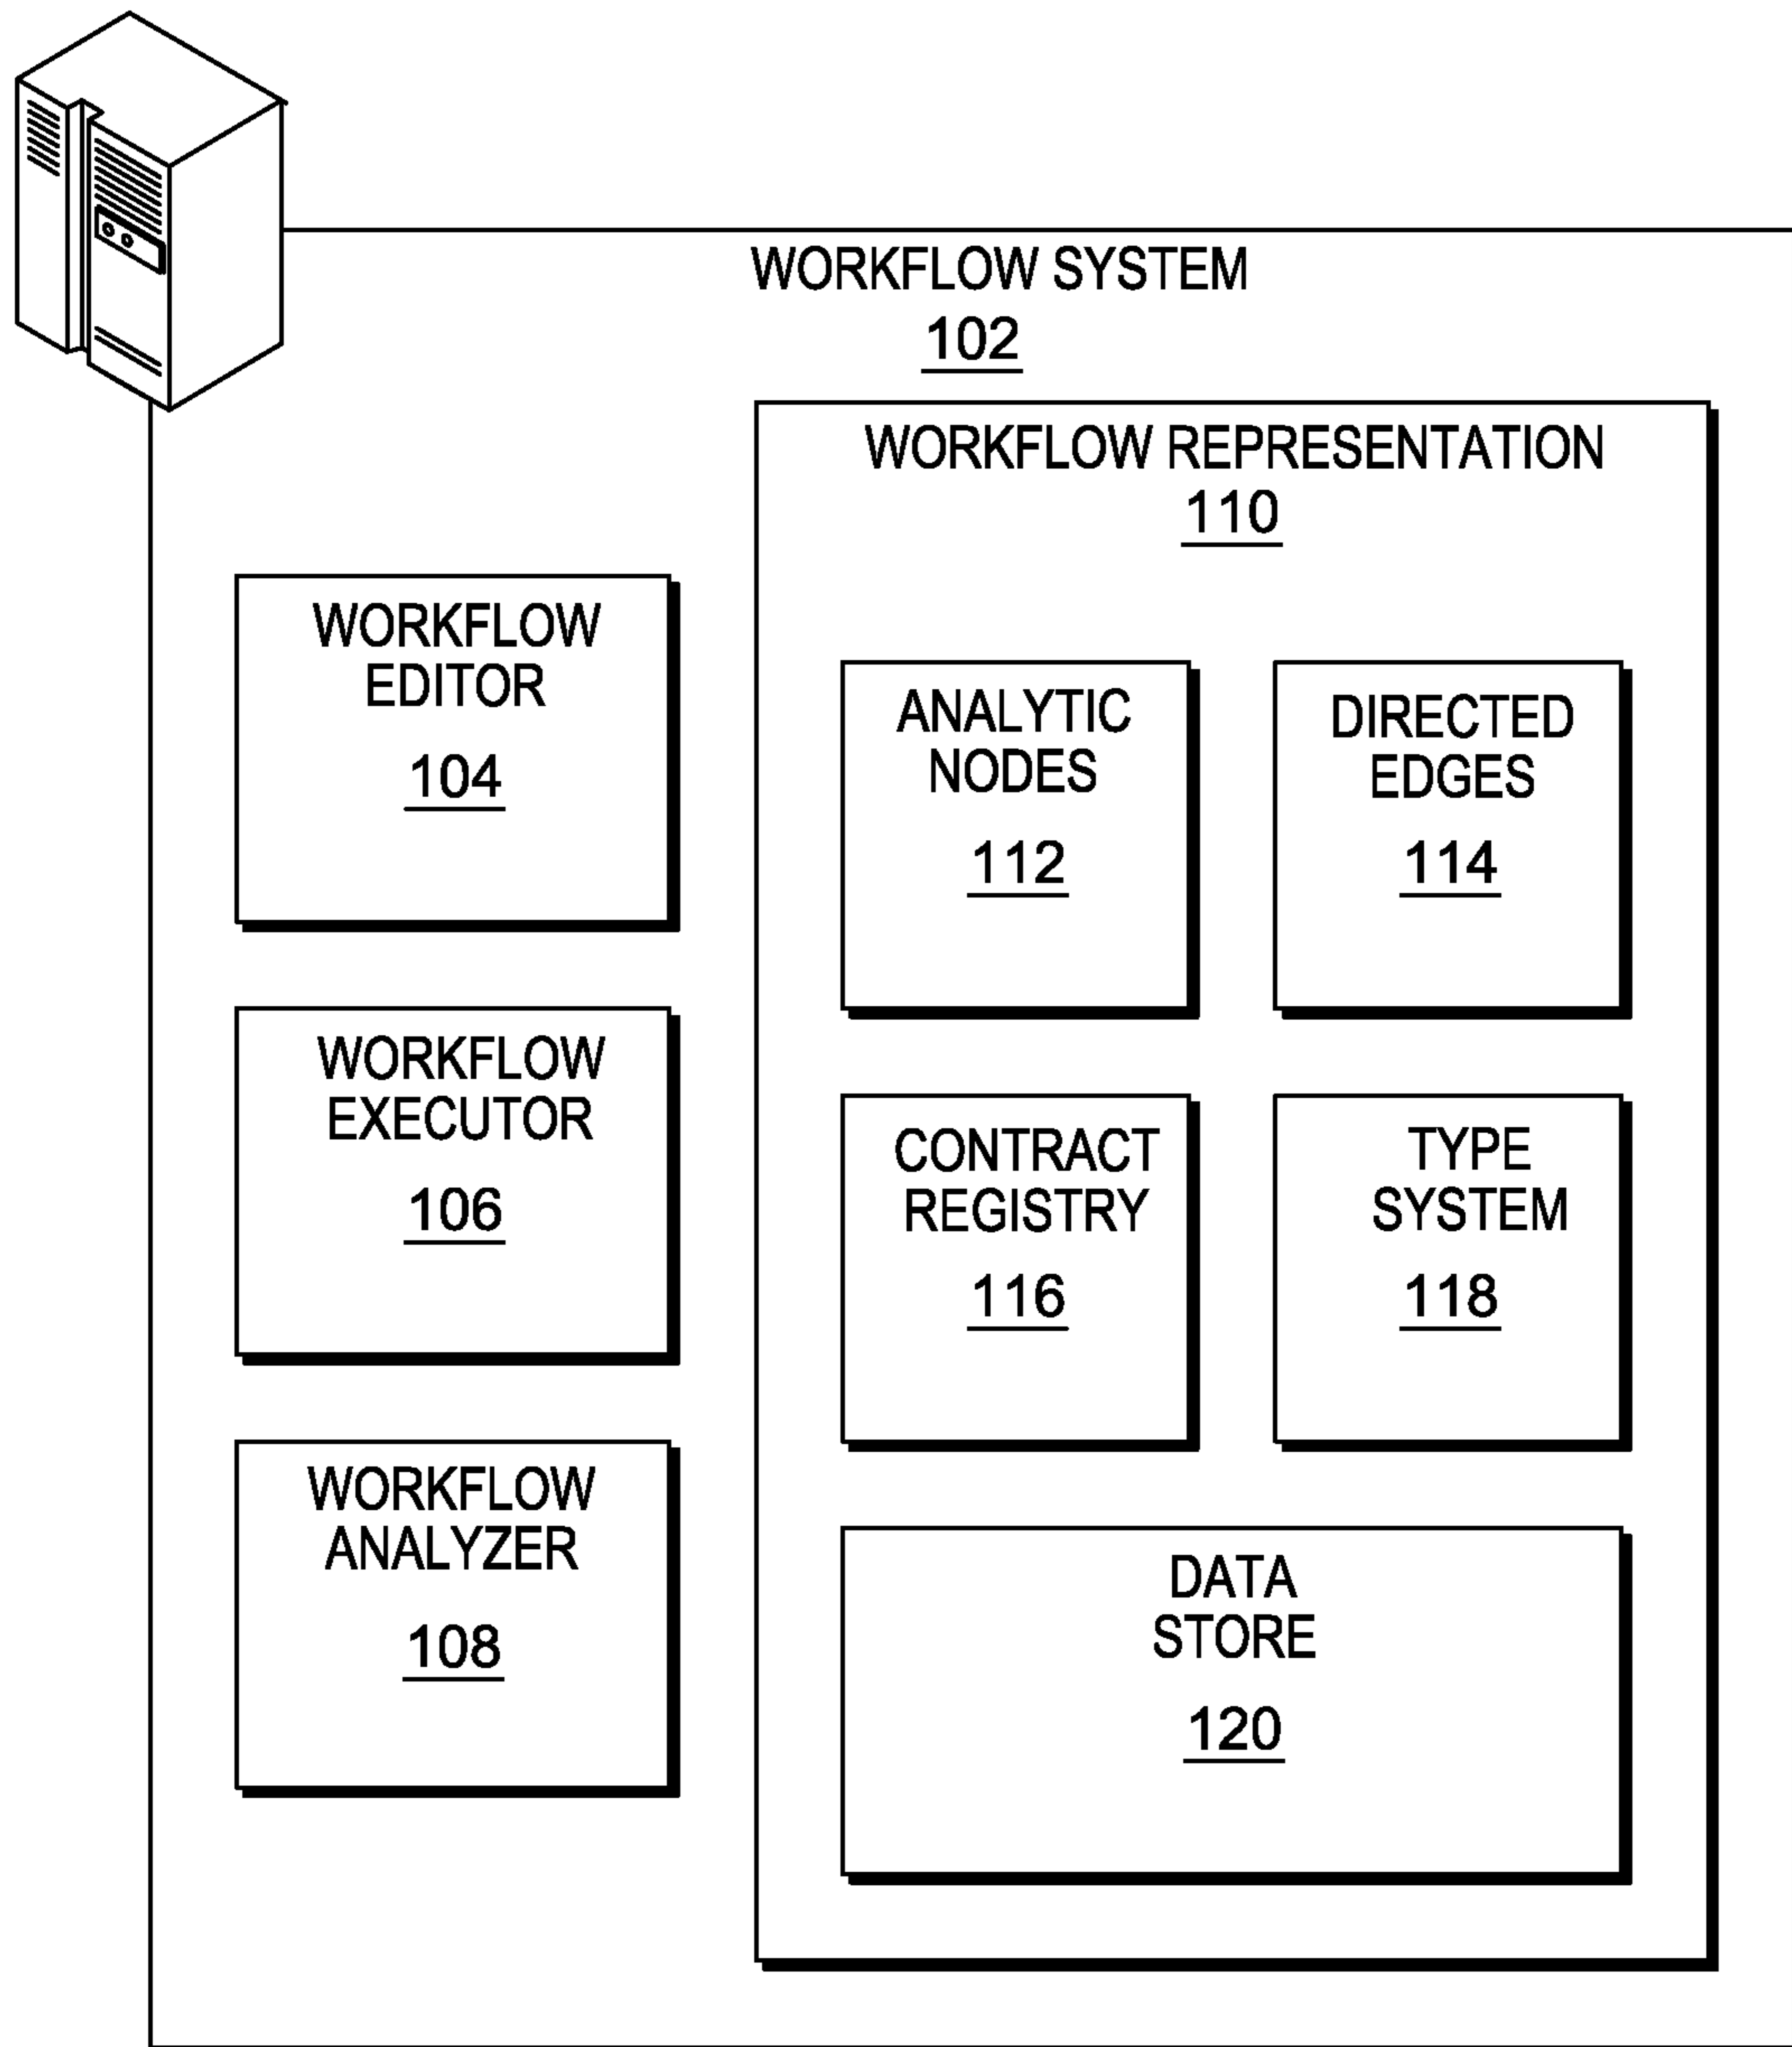 WORKFLOW SYSTEM
102
WORKFLOW REPRESENTATION
110
WORKFLOW
EDITOR
104
WORKFLOW
EXECUTOR
106
WORKFLOW
ANALYZER
108
ANALYTIC
NODES
112
DIRECTED
EDGES
114
CONTRACT
REGISTRY
116
TYPE
SYSTEM
118
DATA
STORE
120